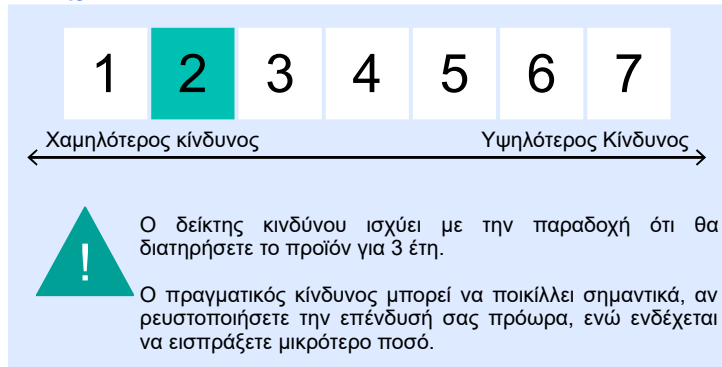 1 2 3 4 5 6 7
Χαμηλότερος κίνδυνος Υψηλότερος Κίνδυνος
!
Ο δείκτης κινδύνου ισχύει με την παραδοχή ότι θα
διατηρήσετε το προϊόν για 3 έτη.
Ο πραγματικός κίνδυνος μπορεί να ποικίλλει σημαντικά, αν
ρευστοποιήσετε την επένδυσή σας πρόωρα, ενώ ενδέχεται
να εισπράξετε μικρότερο ποσό.